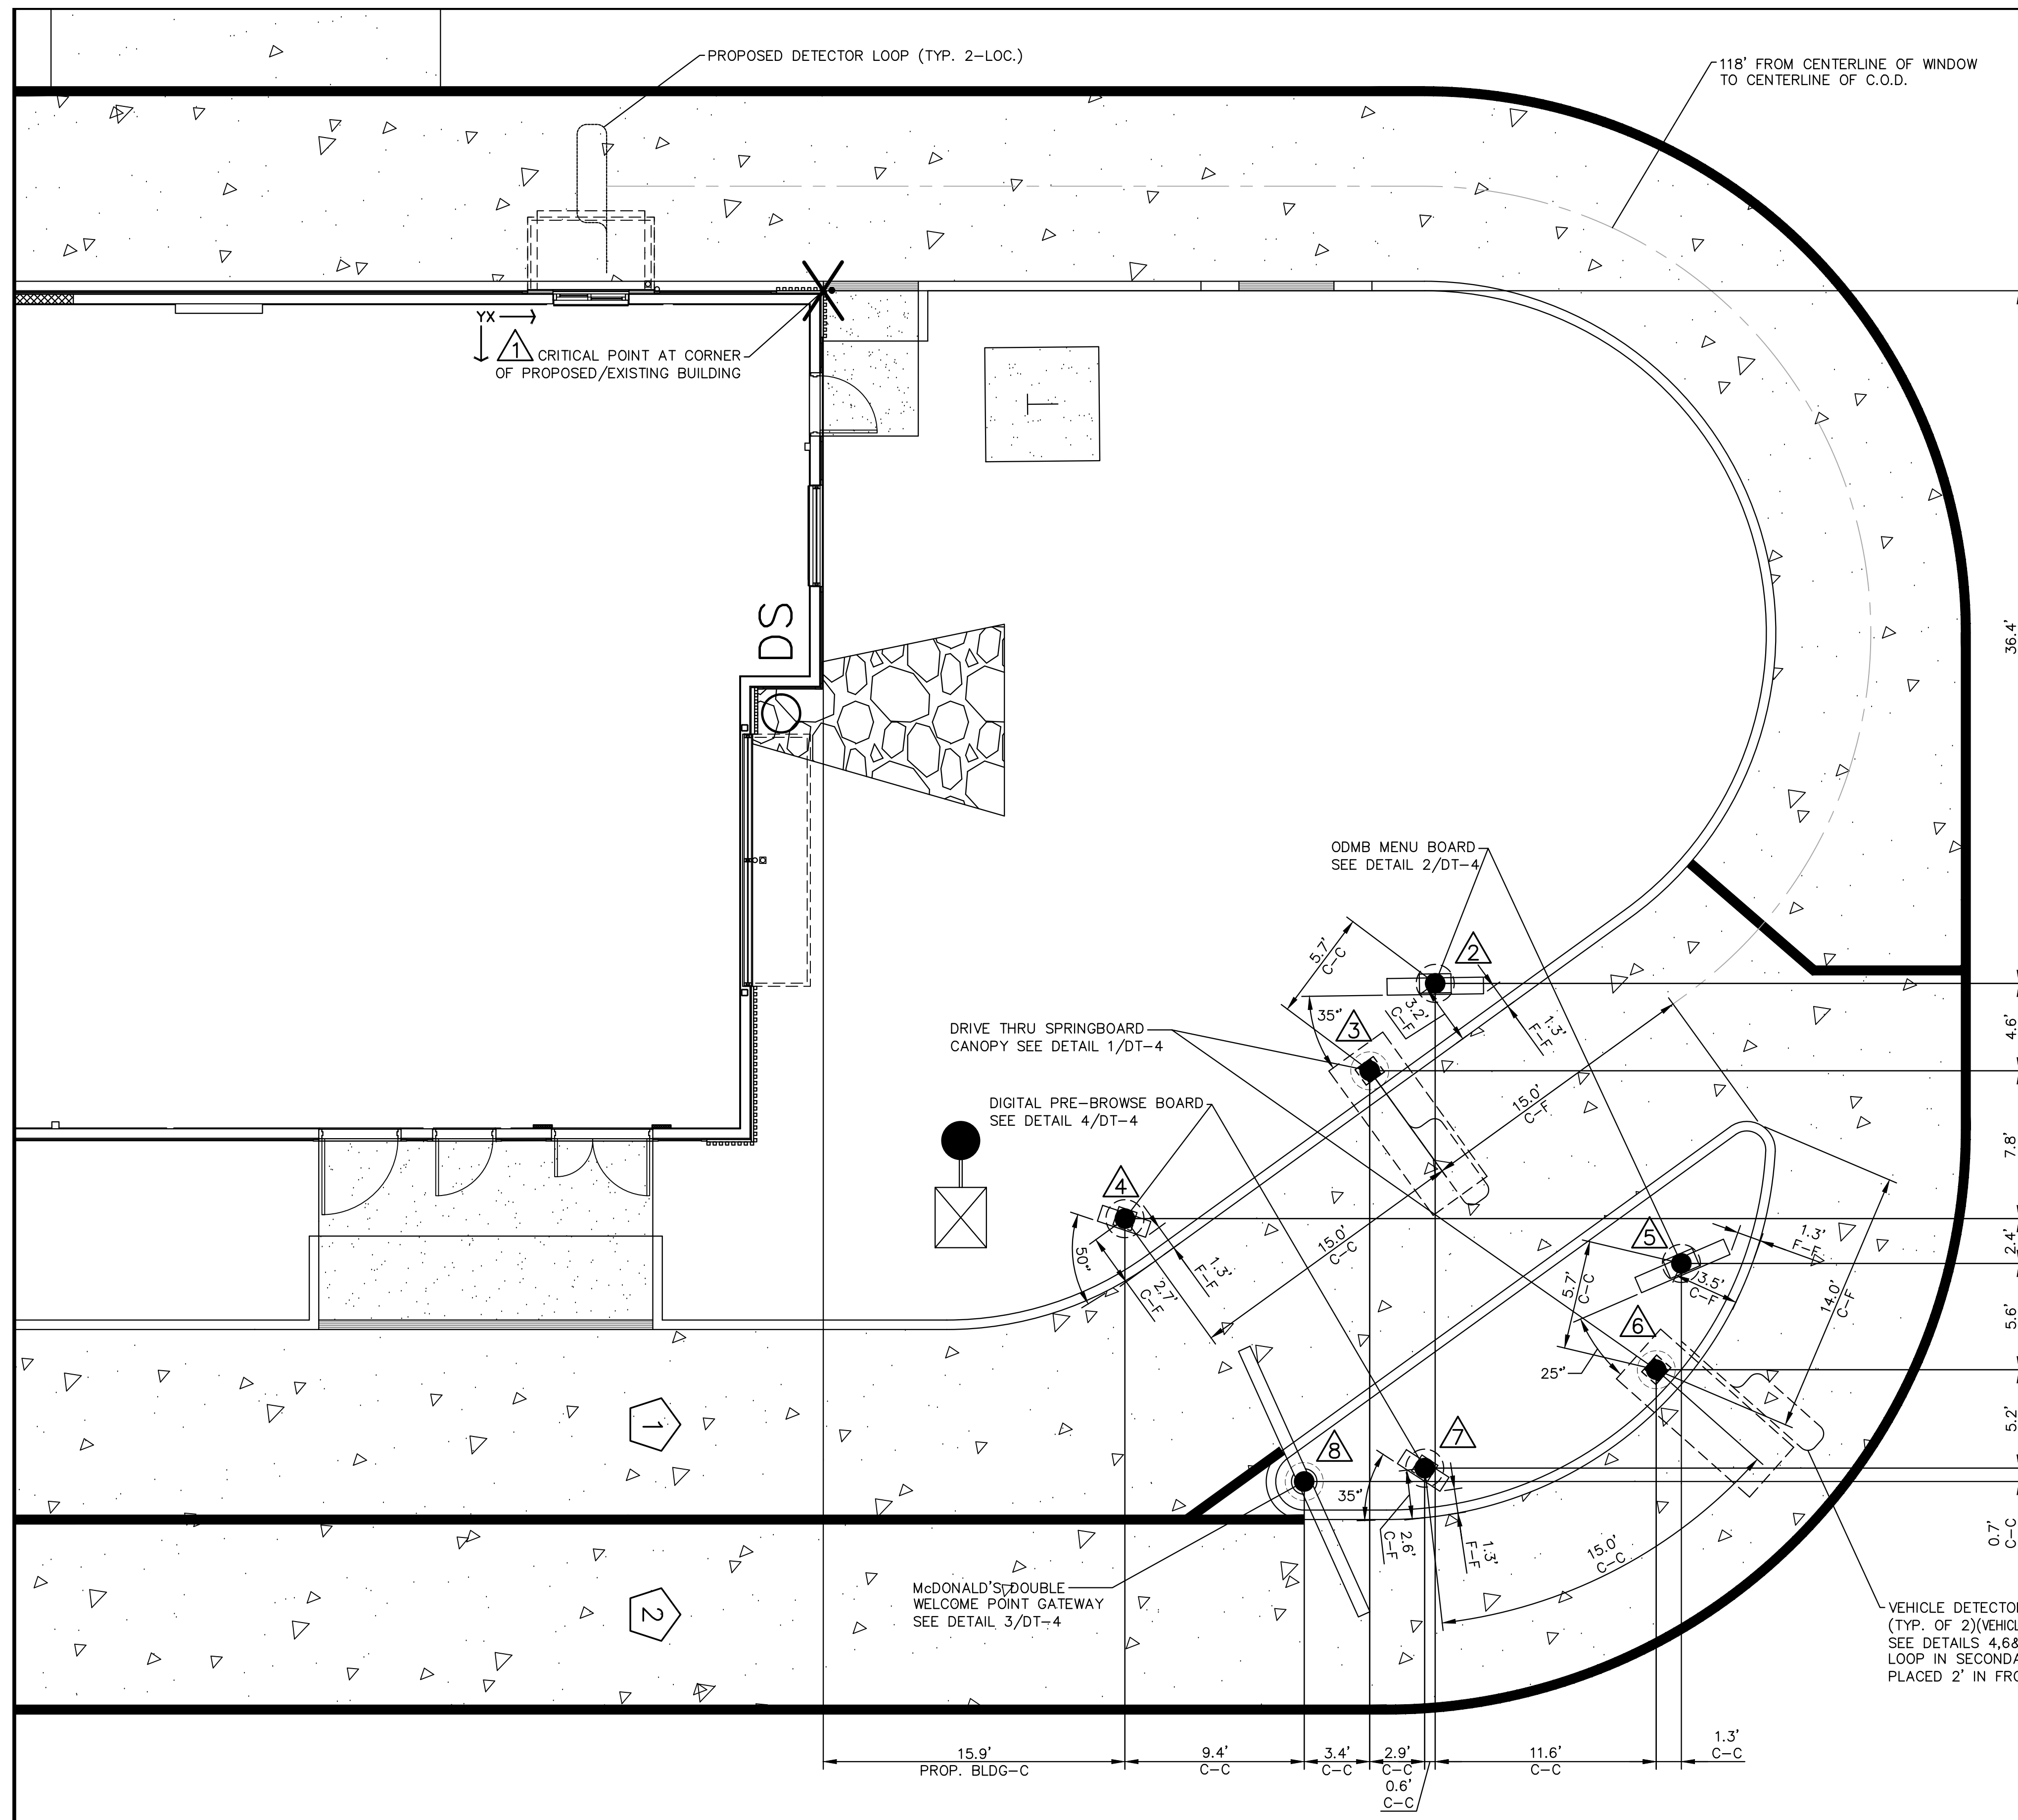 PROPOSED DETECTOR LOOP (TYP. 2-LOC.)
118' FROM CENTERLINE OF WINDOW
TO CENTERLINE OF C.O.D.
YX
1
CRITICAL POINT AT CORNER
OF PROPOSED/EXISTING BUILDING
T
DS
36.4'
ODMB MENU BOARD
SEE DETAIL 2/DT-4
5.7'
C-C
2
3.2'
C-F
1.3'
F-F
35°
3
4.6'
DRIVE THRU SPRINGBOARD
CANOPY SEE DETAIL 1/DT-4
15.0'
C-F
DIGITAL PRE-BROWSE BOARD
SEE DETAIL 4/DT-4
7.8'
4
50°
15.0'
C-C
1.3'
F-F
2.7'
C-F
5
1.3'
F-F
2.4'
5.7'
C-C
3.5'
C-F
14.0'
C-F
5.6'
6
25°
1
5.2'
8
7
35°
2.6'
C-F
1.3'
F-F
15.0'
C-C
0.7'
C-C
McDONALD'S DOUBLE
WELCOME POINT GATEWAY
SEE DETAIL 3/DT-4
2
VEHICLE DETECTO
(TYP. OF 2)(VEHICL
SEE DETAILS 4,6&
LOOP IN SECONDA
PLACED 2' IN FRO
15.9'
PROP. BLDG-C
9.4'
C-C
3.4'
C-C
2.9'
C-C
0.6'
C-C
11.6'
C-C
1.3'
C-C